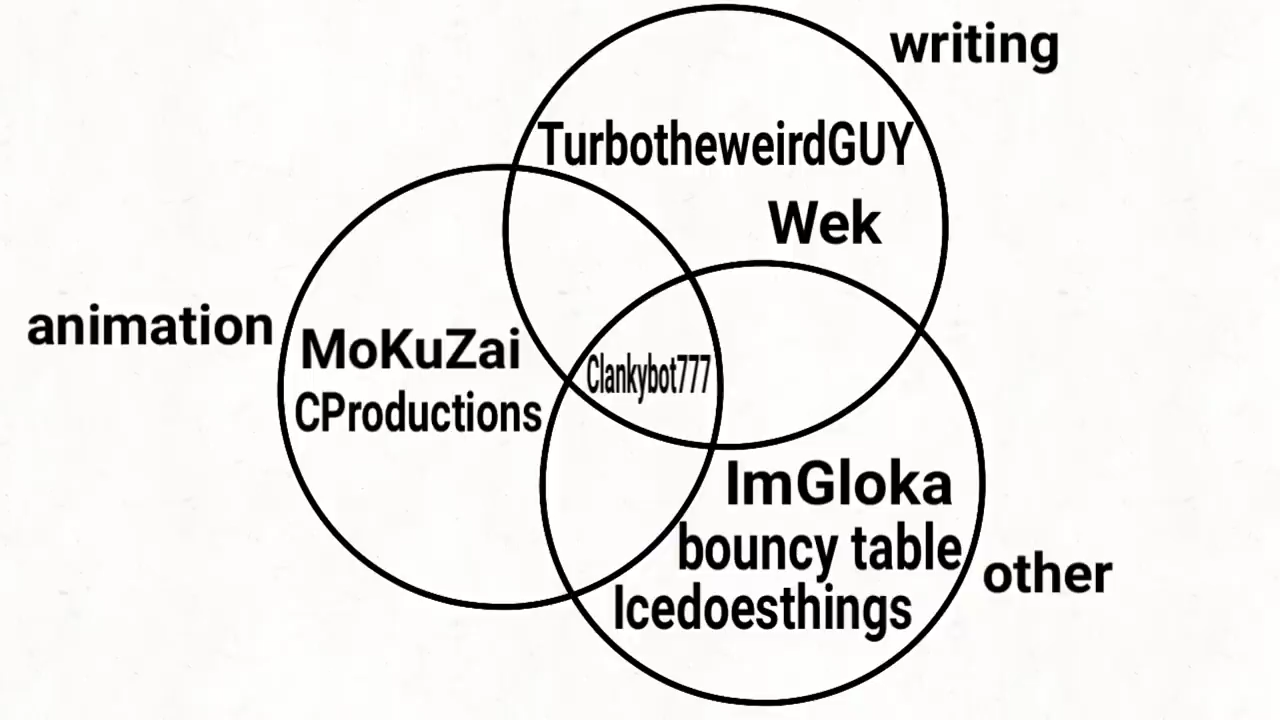 writing
TurbotheweirdGUY
Wek
animation
MoKuZai
CProductions
Clankybot777
ImGloka
bouncy table
other
Icedoesthings